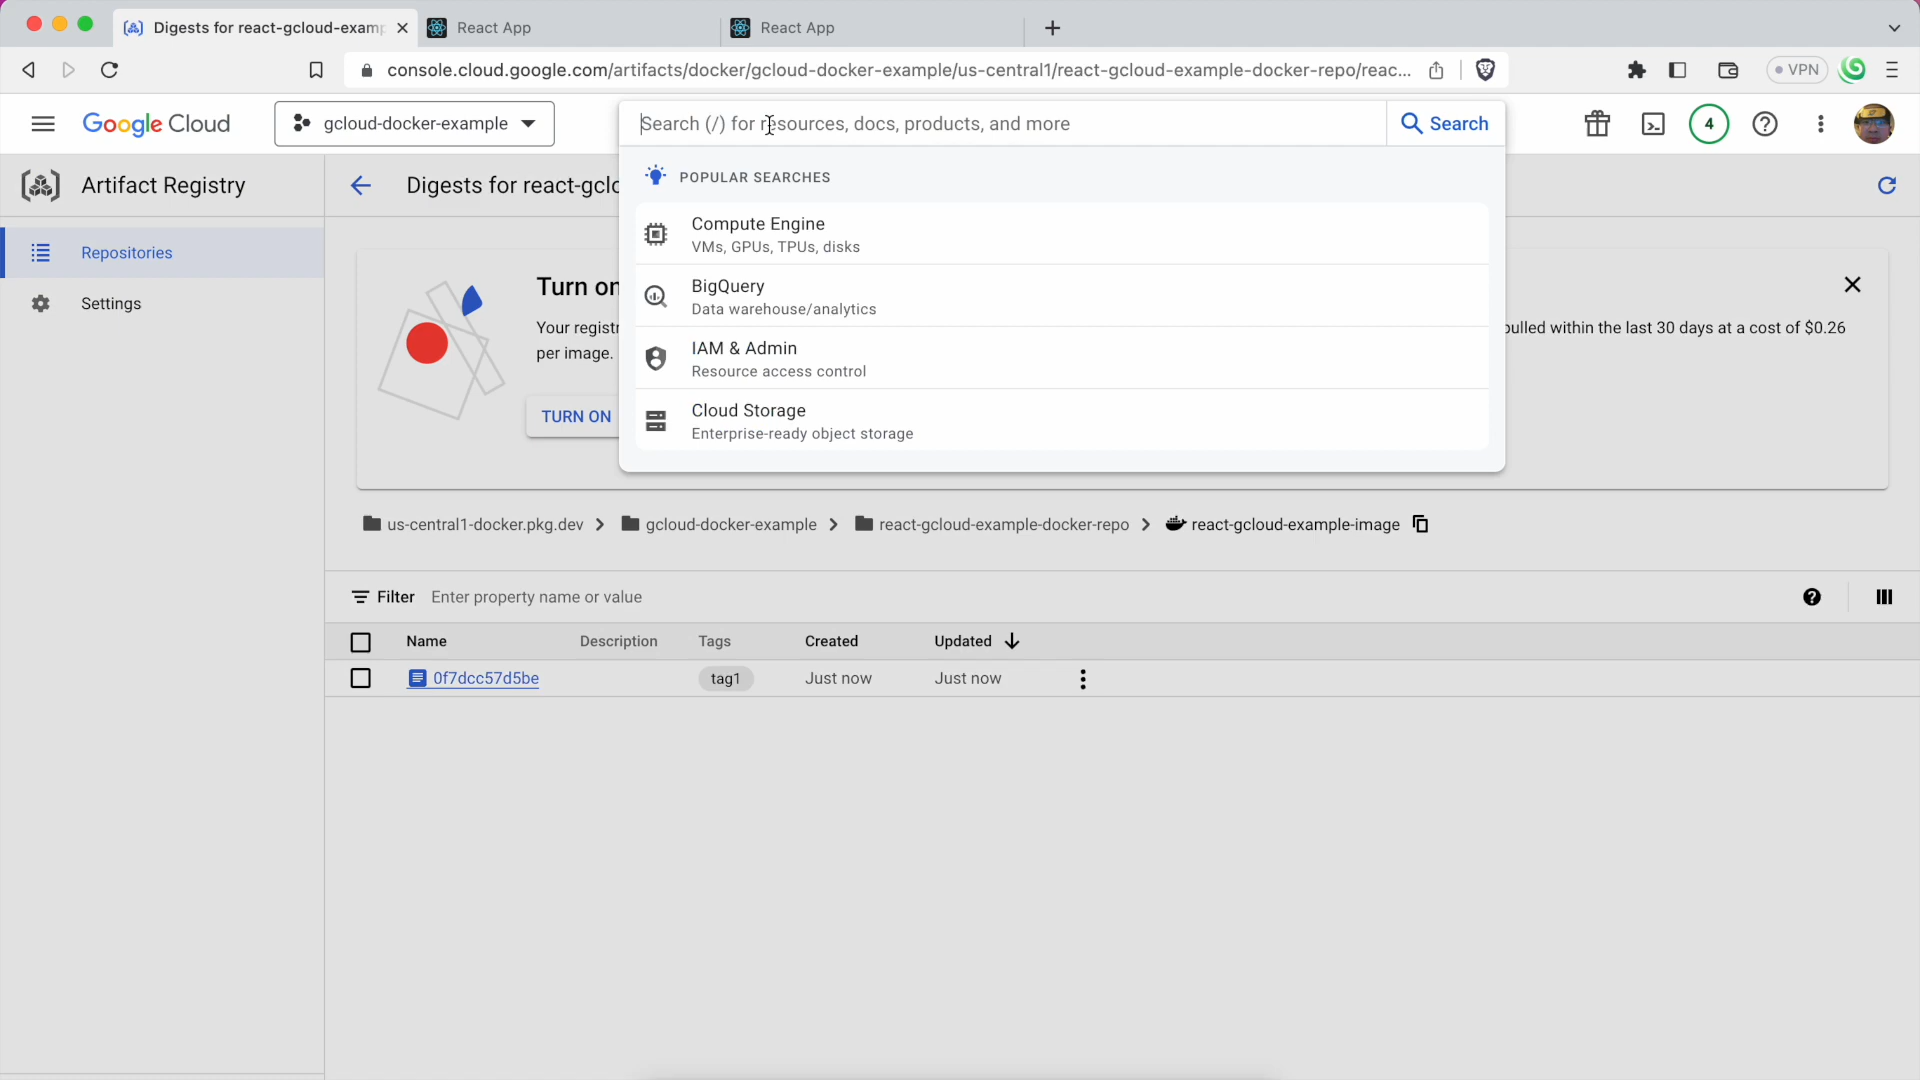 Digests for react-gcloud-examp
React App
React App
console.cloud.google.com/artifacts/docker/gcloud-docker-example/us-central1/react-gcloud-example-docker-repo/reac...
VPN
Google Cloud
gcloud-docker-example
Search (/) for resources, docs, products, and more
Search
4
Artifact Registry
Digests for react-gclo
POPULAR SEARCHES
Compute Engine
VMs, GPUs, TPUs, disks
BigQuery
Data warehouse/analytics
IAM & Admin
Resource access control
Cloud Storage
Enterprise-ready object storage
Repositories
Settings
Turn on
Your registr
pulled within the last 30 days at a cost of $0.26
per image.
TURN ON
us-central1-docker.pkg.dev
gcloud-docker-example
react-gcloud-example-docker-repo
react-gcloud-example-image
Filter
Enter property name or value
Name Description Tags Created Updated
0f7dcc57d5be tag1 Just now Just now